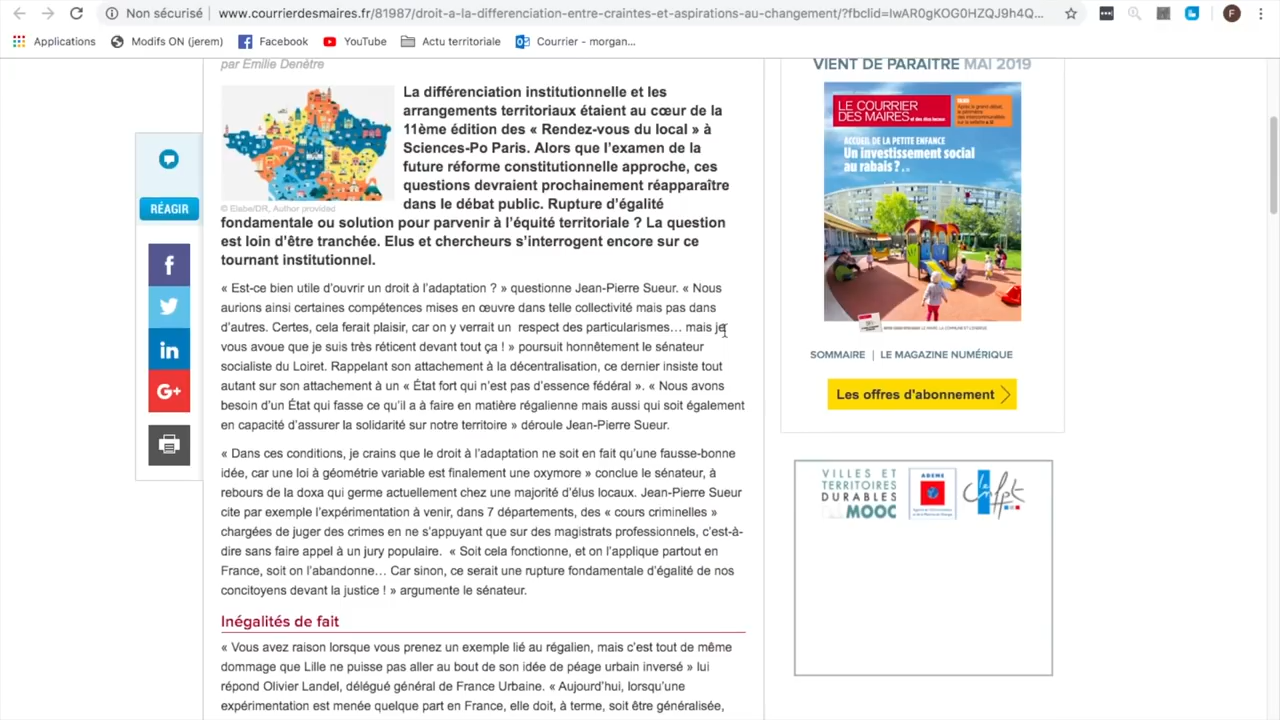 Non sécurisé | www.courrierdesmaires.fr/81987/droit-a-la-differenciation-entre-craintes-et-aspirations-au-changement/?fbclid=IwAR0gKOG0HZQJ9h4Q...
F
Applications
Modifs ON (jerem)
Facebook
YouTube
Actu territoriale
Courrier - morgan...
par Emilie Denètre
La différenciation institutionnelle et les
arrangements territoriaux étaient au cœur de la
11ème édition des « Rendez-vous du local » à
Sciences-Po Paris. Alors que l'examen de la
future réforme constitutionnelle approche, ces
questions devraient prochainement réapparaître
dans le débat public. Rupture d'égalité
© Elabe/DR, Author provided
fondamentale ou solution pour parvenir à l'équité territoriale ? La question
est loin d'être tranchée. Elus et chercheurs s'interrogent encore sur ce
tournant institutionnel.
RÉAGIR
f
in
G+
« Est-ce bien utile d'ouvrir un droit à l'adaptation ? » questionne Jean-Pierre Sueur. « Nous
aurions ainsi certaines compétences mises en œuvre dans telle collectivité mais pas dans
d'autres. Certes, cela ferait plaisir, car on y verrait un respect des particularismes… mais je
vous avoue que je suis très réticent devant tout ça ! » poursuit honnêtement le sénateur
socialiste du Loiret. Rappelant son attachement à la décentralisation, ce dernier insiste tout
autant sur son attachement à un « État fort qui n'est pas d'essence fédéral ». « Nous avons
besoin d'un État qui fasse ce qu'il a à faire en matière régalienne mais aussi qui soit également
en capacité d'assurer la solidarité sur notre territoire » déroule Jean-Pierre Sueur.
« Dans ces conditions, je crains que le droit à l'adaptation ne soit en fait qu'une fausse-bonne
idée, car une loi à géométrie variable est finalement une oxymore » conclue le sénateur, à
rebours de la doxa qui germe actuellement chez une majorité d'élus locaux. Jean-Pierre Sueur
cite par exemple l'expérimentation à venir, dans 7 départements, des « cours criminelles »
chargées de juger des crimes en ne s'appuyant que sur des magistrats professionnels, c'est-à-
dire sans faire appel à un jury populaire. « Soit cela fonctionne, et on l'applique partout en
France, soit on l'abandonne… Car sinon, ce serait une rupture fondamentale d'égalité de nos
concitoyens devant la justice ! » argumente le sénateur.
Inégalités de fait
« Vous avez raison lorsque vous prenez un exemple lié au régalien, mais c'est tout de même
dommage que Lille ne puisse pas aller au bout de son idée de péage urbain inversé » lui
répond Olivier Landel, délégué général de France Urbaine. « Aujourd'hui, lorsqu'une
expérimentation est menée quelque part en France, elle doit, à terme, soit être généralisée,
VIENT DE PARAITRE MAI 2019
LE COURRIER
DES MAIRES
et des élus locaux
ACCUEIL DE LA PETITE ENFANCE
Un investissement social
au rabais ?
SOMMAIRE | LE MAGAZINE NUMÉRIQUE
Les offres d'abonnement
VILLES ET
TERRITOIRES
DURABLES
MOOC
ADEME
cnfpt